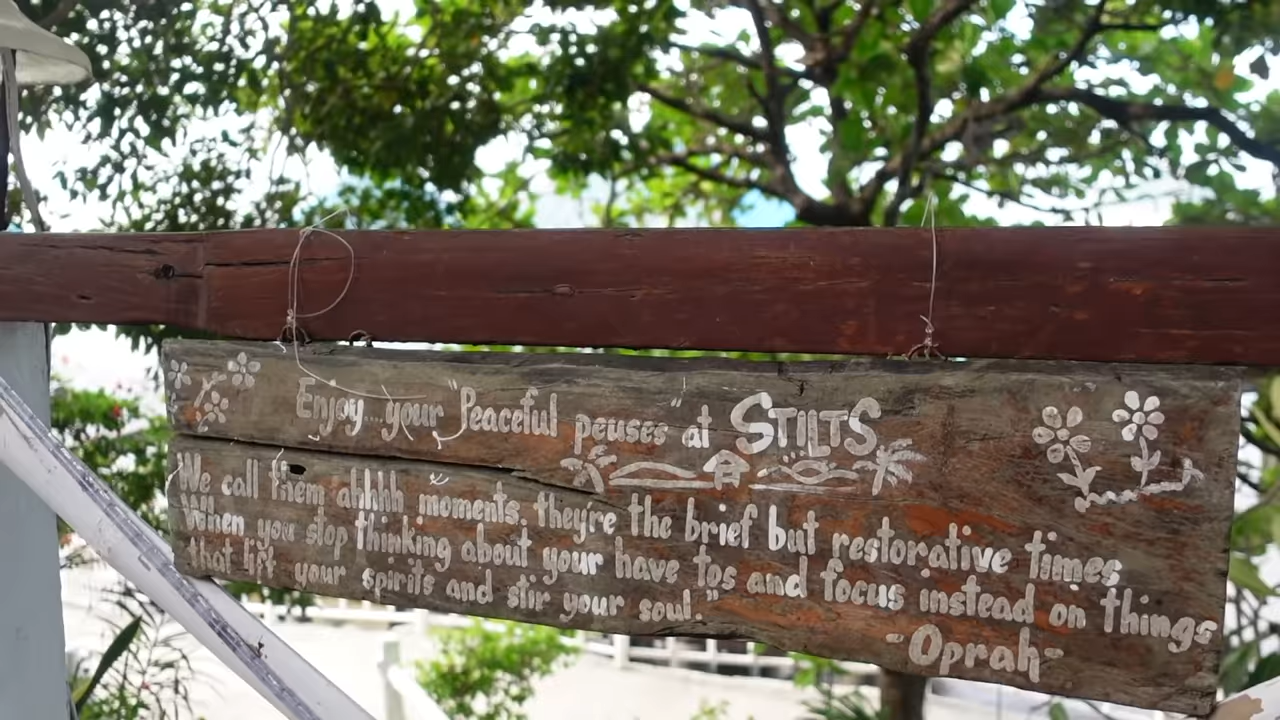 Enjoy...your "Peaceful peuses" at STILTS
"We call them ahhhh moments, they're the brief but restorative times
When you stop thinking about your have tos and focus instead on things
that lift your spirits and stir your soul."
-Oprah-